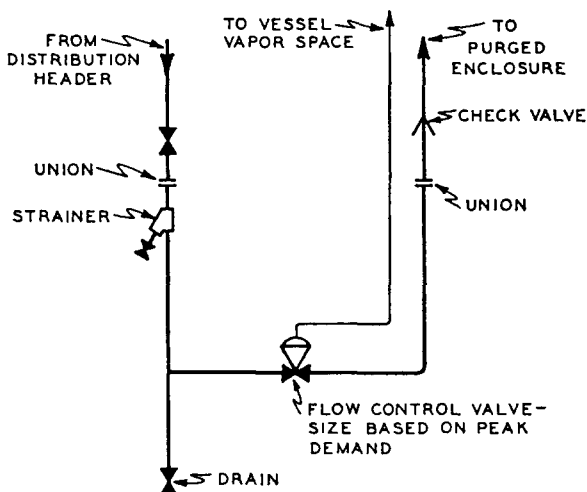 FROM
DISTRIBUTION
HEADER
TO VESSEL
VAPOR SPACE
TO
PURGED
ENCLOSURE
CHECK VALVE
UNION
STRAINER
UNION
FLOW CONTROL VALVE-
SIZE BASED ON PEAK
DEMAND
DRAIN